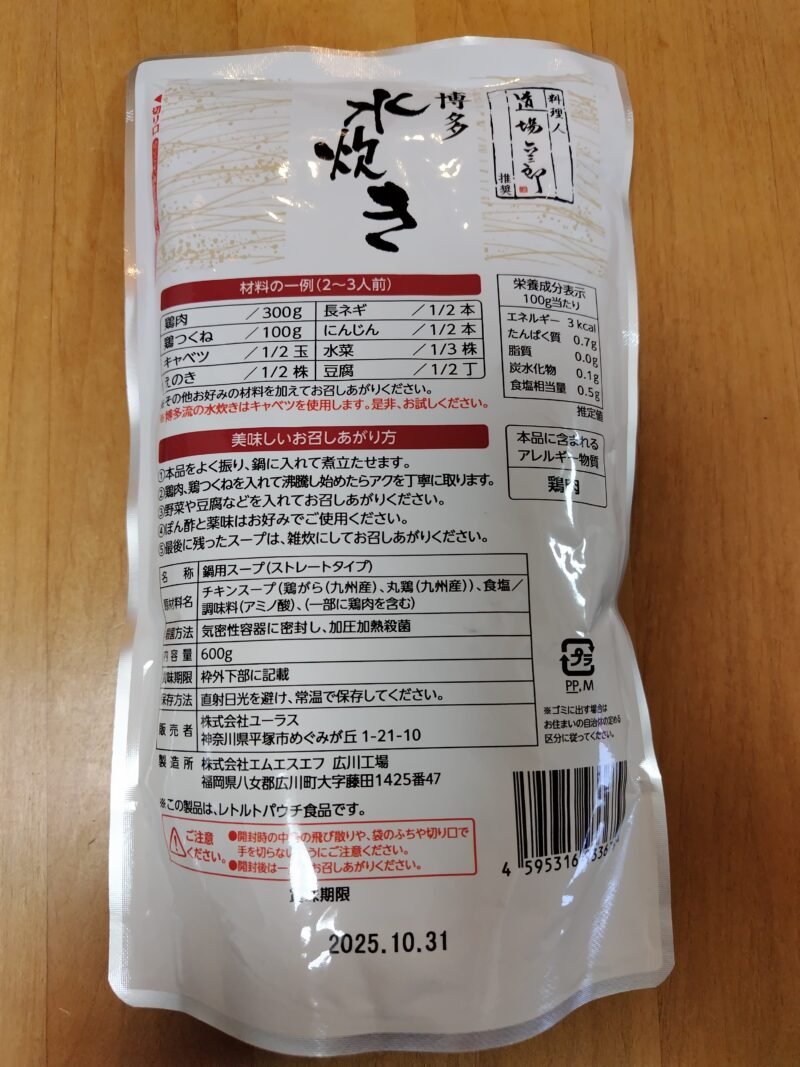 料理人
道場六三郎
推奨
博多
水炊き
材料の一例(2～3人前)
鶏肉 ／300g 長ネギ ／1/2 本
鶏つくね ／100g にんじん ／1/2 本
キャベツ ／1/2 玉 水菜 ／1/3 株
えのき ／1/2 株 豆腐 ／1/2 丁
※その他お好みの材料を加えてお召しあがりください。
※博多流の水炊きはキャベツを使用します。是非、お試しください。
栄養成分表示
100g当たり
エネルギー 3 kcal
たんぱく質 0.7g
脂質 0.0g
炭水化物 0.1g
食塩相当量 0.5g
推定値
美味しいお召しあがり方
①本品をよく振り、鍋に入れて煮立たせます。
②鶏肉、鶏つくねを入れて沸騰し始めたらアクを丁寧に取ります。
③野菜や豆腐などを入れてお召しあがりください。
④ぽん酢と薬味はお好みでご使用ください。
⑤最後に残ったスープは、雑炊にしてお召しあがりください。
本品に含まれる
アレルギー物質
鶏肉
名 称 鍋用スープ(ストレートタイプ)
原材料名 チキンスープ(鶏がら(九州産)、丸鶏(九州産))、食塩／
調味料(アミノ酸)、(一部に鶏肉を含む)
殺菌方法 気密性容器に密封し、加圧加熱殺菌
内容量 600g
賞味期限 枠外下部に記載
保存方法 直射日光を避け、常温で保存してください。
販売者 株式会社ユーラス
神奈川県平塚市めぐみが丘 1-21-10
製造所 株式会社エムエスエフ 広川工場
福岡県八女郡広川町大字藤田1425番47
※この製品は、レトルトパウチ食品です。
プラ
PP,M
※ゴミに出す場合は
お住まいの自治体の定める
区分に従ってください。
ご注意
ください。
●開封時の中身の飛び散りや、袋のふちや切り口で
手を切らないようにご注意ください。
●開封後は一度にお召しあがりください。
4 595316
賞味期限
2025.10.31